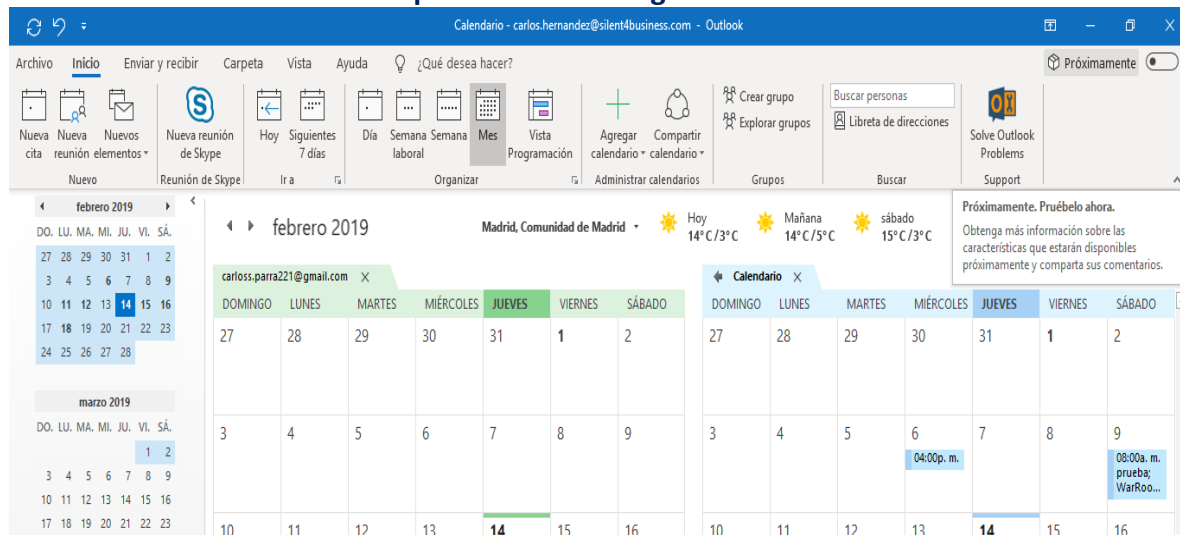 Calendario - carlos.hernandez@silent4business.com - Outlook
Archivo Inicio Enviar y recibir Carpeta Vista Ayuda ¿Qué desea hacer? Próximamente
Nueva cita
Nueva reunión
Nuevos elementos
Nueva reunión de Skype
Hoy
Siguientes 7 días
Día
Semana laboral
Semana
Mes
Vista Programación
Agregar calendario
Compartir calendario
Crear grupo
Explorar grupos
Buscar personas
Libreta de direcciones
Solve Outlook Problems
Nuevo
Reunión de Skype
Ir a
Organizar
Administrar calendarios
Grupos
Buscar
Support
Próximamente. Pruébelo ahora.
Obtenga más información sobre las
características que estarán disponibles
próximamente y comparta sus comentarios.
febrero 2019
DO. LU. MA. MI. JU. VI. SÁ.
27 28 29 30 31 1 2
3 4 5 6 7 8 9
10 11 12 13 14 15 16
17 18 19 20 21 22 23
24 25 26 27 28
marzo 2019
DO. LU. MA. MI. JU. VI. SÁ.
1 2
3 4 5 6 7 8 9
10 11 12 13 14 15 16
17 18 19 20 21 22 23
febrero 2019
Madrid, Comunidad de Madrid
Hoy
14°C/3°C
Mañana
14°C/5°C
sábado
15°C/3°C
carloss.parra221@gmail.com
DOMINGO LUNES MARTES MIÉRCOLES JUEVES VIERNES SÁBADO
27 28 29 30 31 1 2
3 4 5 6 7 8 9
10 11 12 13 14 15 16
Calendario
DOMINGO LUNES MARTES MIÉRCOLES JUEVES VIERNES SÁBADO
27 28 29 30 31 1 2
3 4 5 6 7 8 9
04:00p. m.
08:00a. m.
prueba;
WarRoo...
10 11 12 13 14 15 16